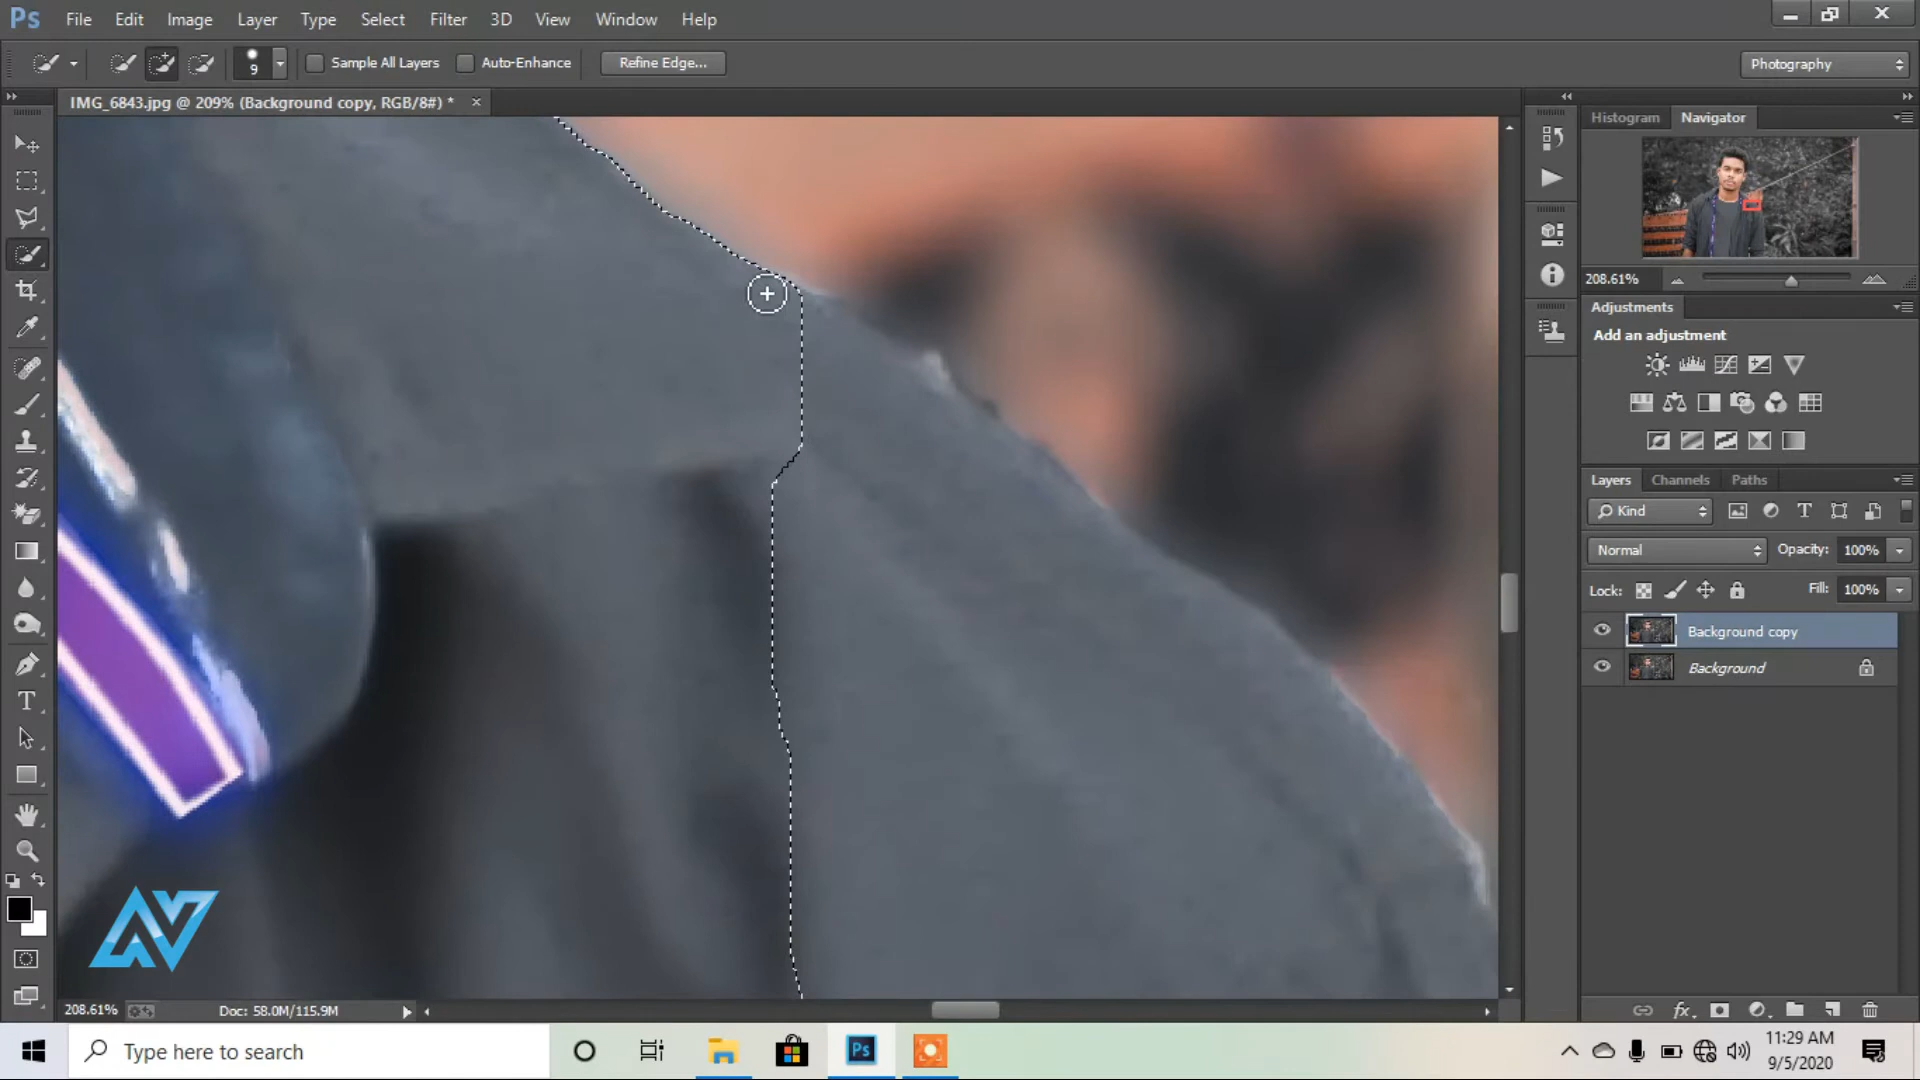 Ps File Edit Image Layer Type Select Filter 3D View Window Help
9 Sample All Layers Auto-Enhance Refine Edge... Photography
IMG_6843.jpg @ 209% (Background copy, RGB/8#) * ×
Histogram Navigator
208.61%
Adjustments
Add an adjustment
Layers Channels Paths
Kind
Normal Opacity: 100%
Lock: Fill: 100%
Background copy
Background
208.61% Doc: 58.0M/115.9M
Type here to search
Ps
11:29 AM
9/5/2020